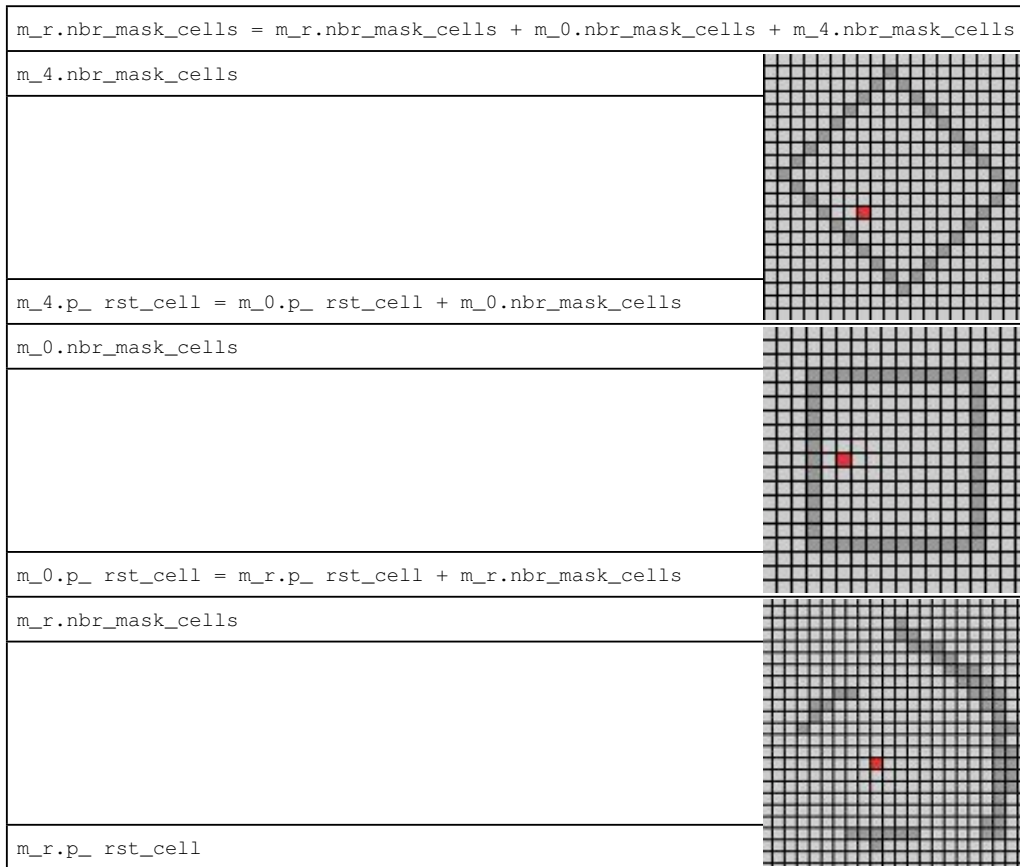 m_r.nbr_mask_cells = m_r.nbr_mask_cells + m_0.nbr_mask_cells + m_4.nbr_mask_cells
m_4.nbr_mask_cells
m_4.p_ rst_cell = m_0.p_ rst_cell + m_0.nbr_mask_cells
m_0.nbr_mask_cells
m_0.p_ rst_cell = m_r.p_ rst_cell + m_r.nbr_mask_cells
m_r.nbr_mask_cells
m_r.p_ rst_cell